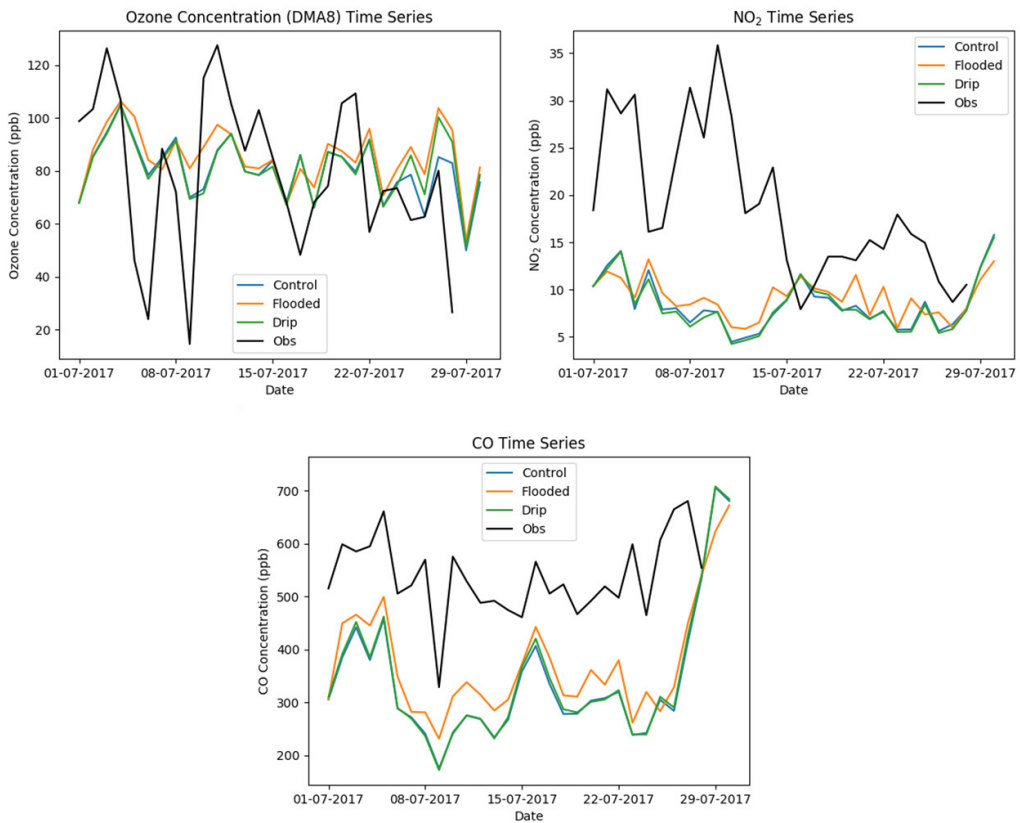 Ozone Concentration (DMA8) Time Series
Ozone Concentration (ppb)
120
100
80
60
40
20
Control
Flooded
Drip
Obs
01-07-2017 08-07-2017 15-07-2017 22-07-2017 29-07-2017
Date
NO₂ Time Series
NO₂ Concentration (ppb)
35
30
25
20
15
10
5
Control
Flooded
Drip
Obs
01-07-2017 08-07-2017 15-07-2017 22-07-2017 29-07-2017
Date
CO Time Series
CO Concentration (ppb)
700
600
500
400
300
200
Control
Flooded
Drip
Obs
01-07-2017 08-07-2017 15-07-2017 22-07-2017 29-07-2017
Date